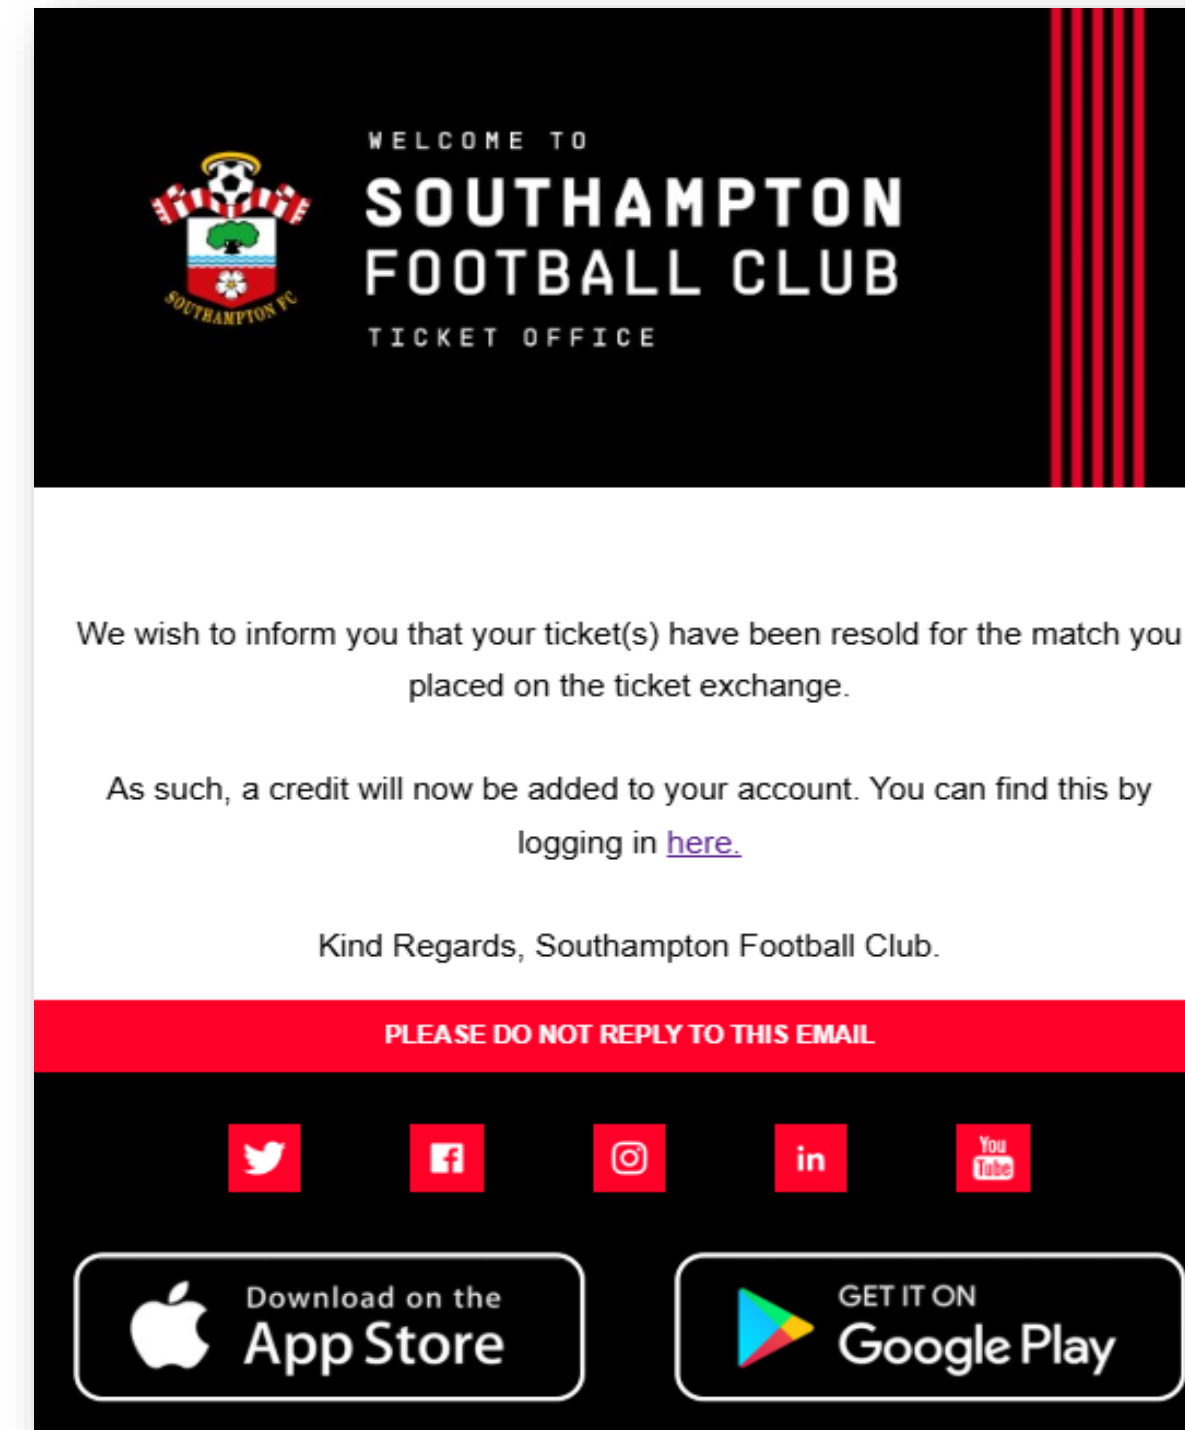 WELCOME TO
SOUTHAMPTON
FOOTBALL CLUB
TICKET OFFICE
SOUTHAMPTON FC
We wish to inform you that your ticket(s) have been resold for the match you
placed on the ticket exchange.
As such, a credit will now be added to your account. You can find this by
logging in here.
Kind Regards, Southampton Football Club.
PLEASE DO NOT REPLY TO THIS EMAIL
in
You
Tube
Download on the
App Store
GET IT ON
Google Play